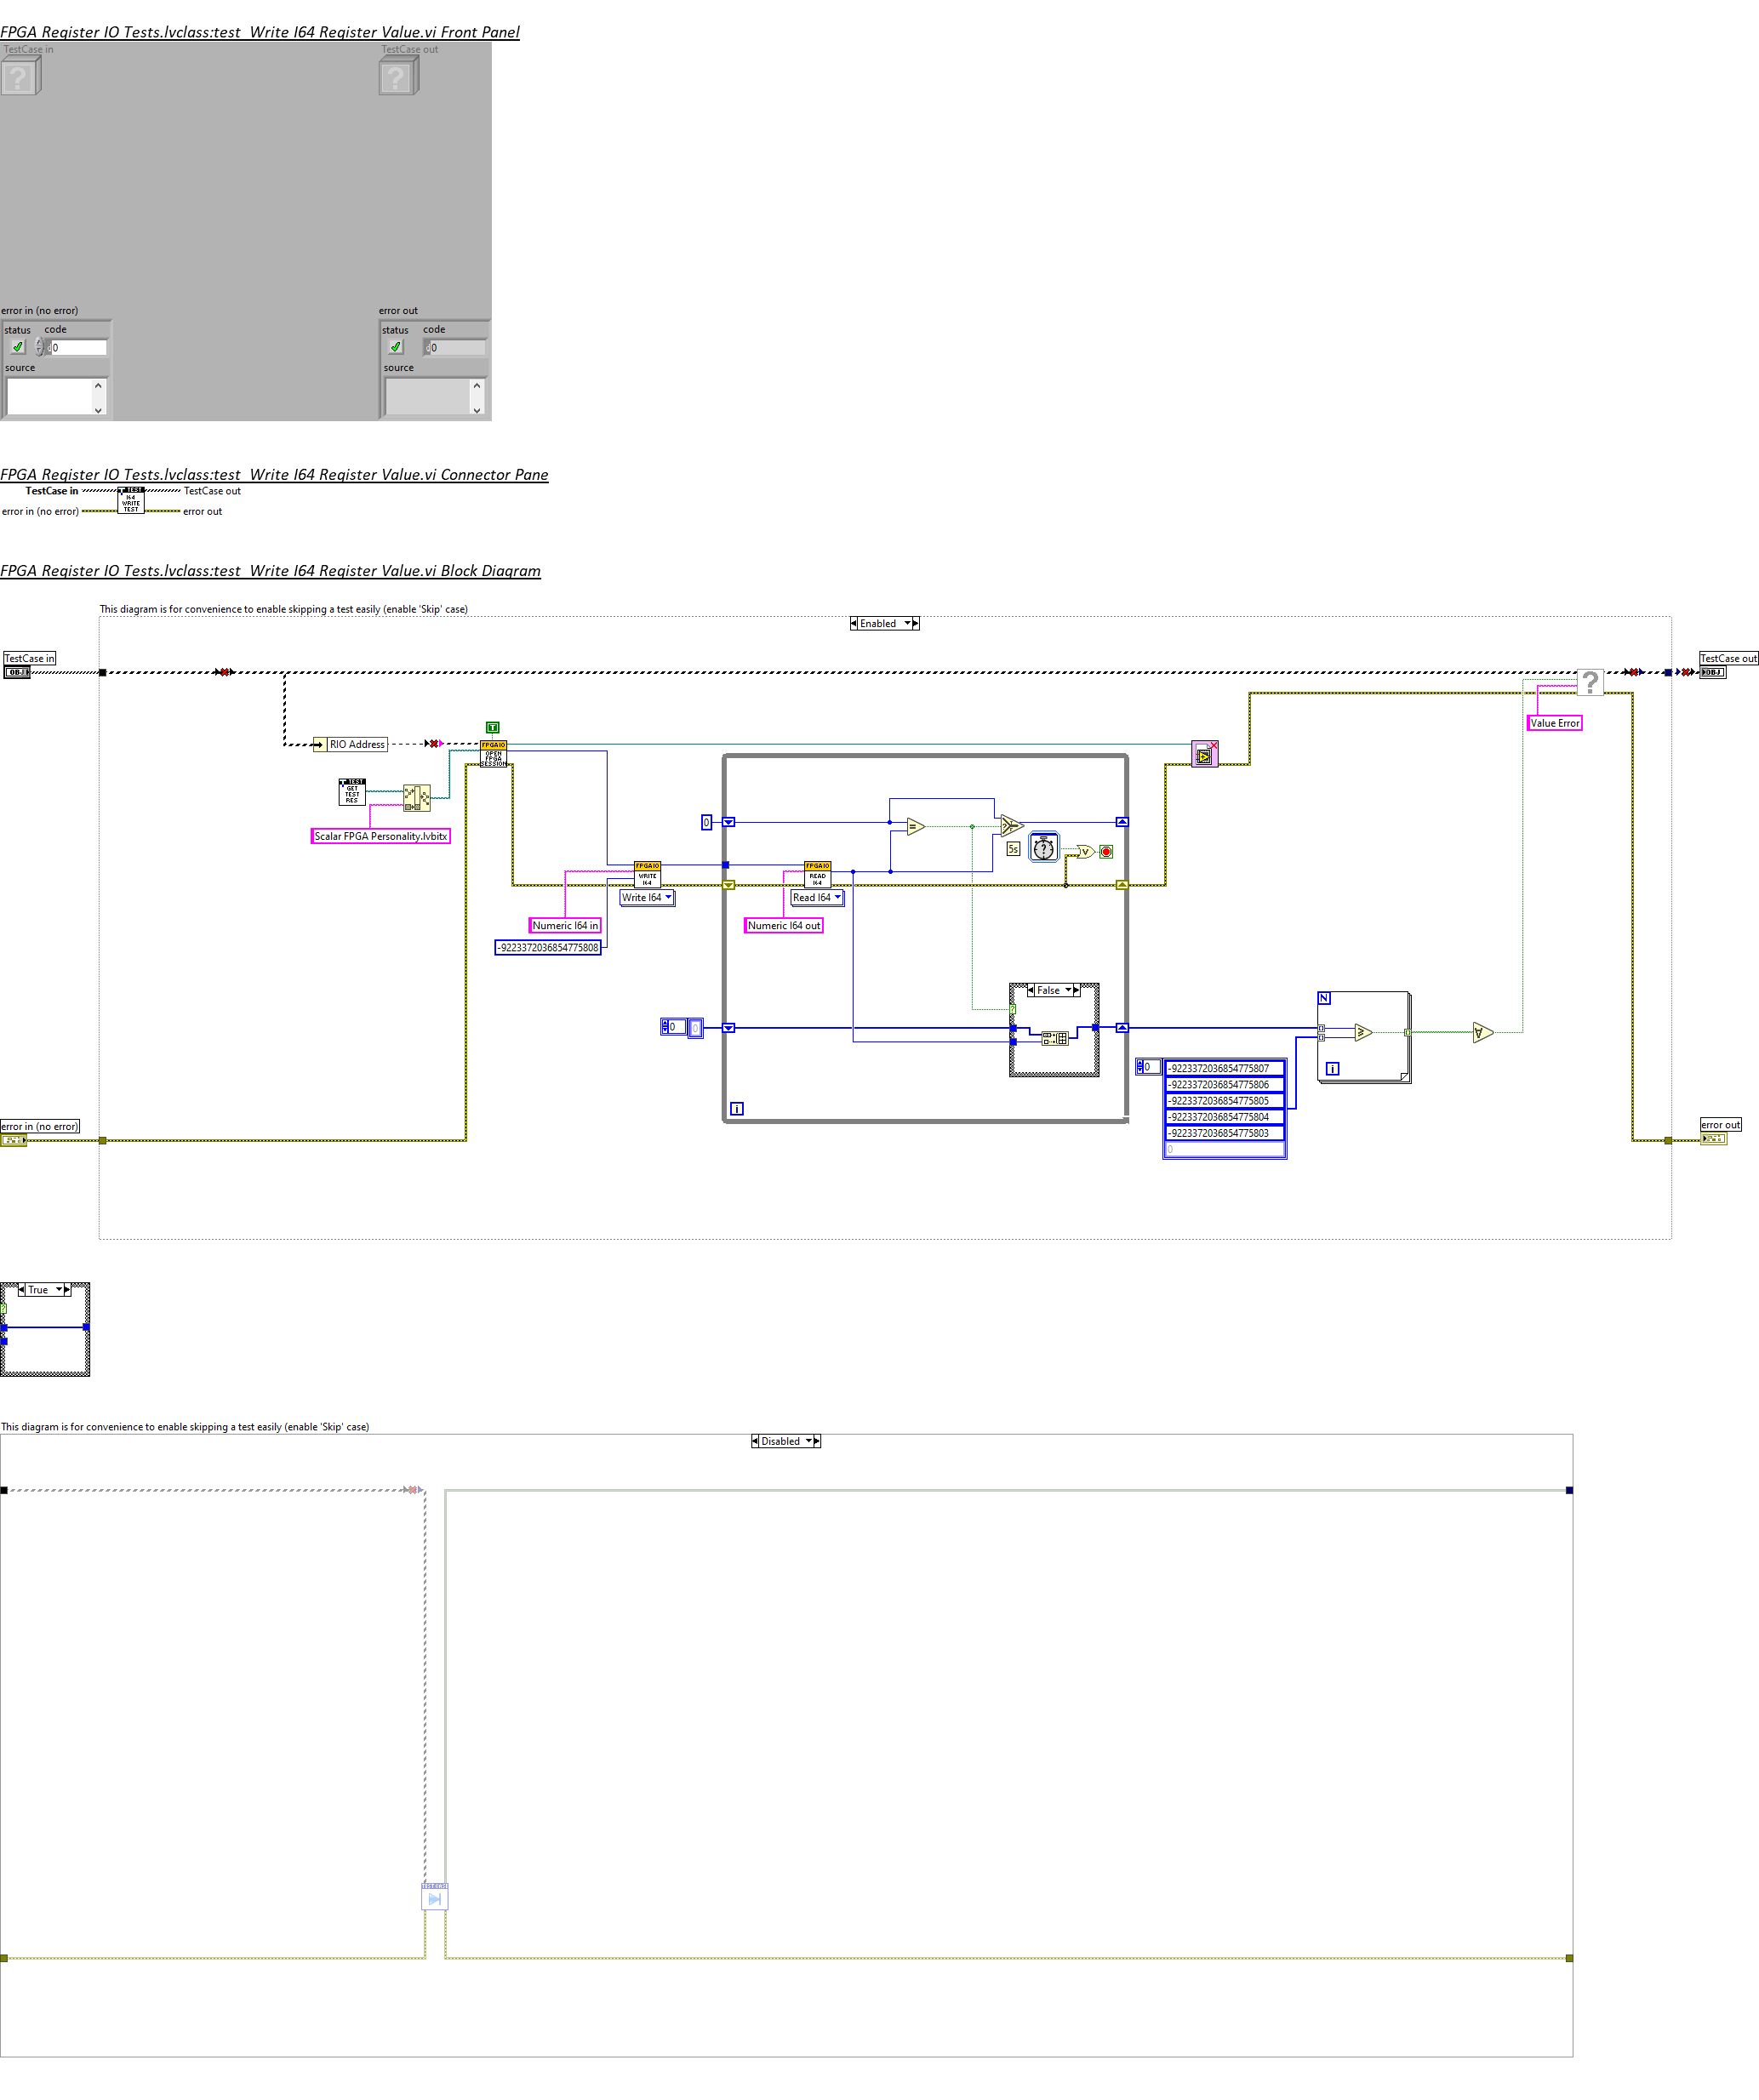 FPGA Register IO Tests.lvclass:test_Write I64 Register Value.vi Front Panel
TestCase in
TestCase out
error in (no error)
error out
status code
status code
0
0
source
source
FPGA Register IO Tests.lvclass:test_Write I64 Register Value.vi Connector Pane
TestCase in
TEST
I64
WRITE
TEST
TestCase out
error in (no error)
error out
FPGA Register IO Tests.lvclass:test_Write I64 Register Value.vi Block Diagram
This diagram is for convenience to enable skipping a test easily (enable 'Skip' case)
Enabled
TestCase in
OBJ
TestCase out
OBJ
Value Error
T
RIO Address
FPGAIO
OPEN
FPGA
SESSION
TEST
GET
TEST
RES
Scalar FPGA Personality.lvbitx
0
5s
FPGAIO
WRITE
I64
Write I64
FPGAIO
READ
I64
Read I64
Numeric I64 in
Numeric I64 out
-9223372036854775808
False
N
0
0
i
0
-9223372036854775807
-9223372036854775806
-9223372036854775805
-9223372036854775804
-9223372036854775803
0
i
error in (no error)
error out
True
This diagram is for convenience to enable skipping a test easily (enable 'Skip' case)
Disabled